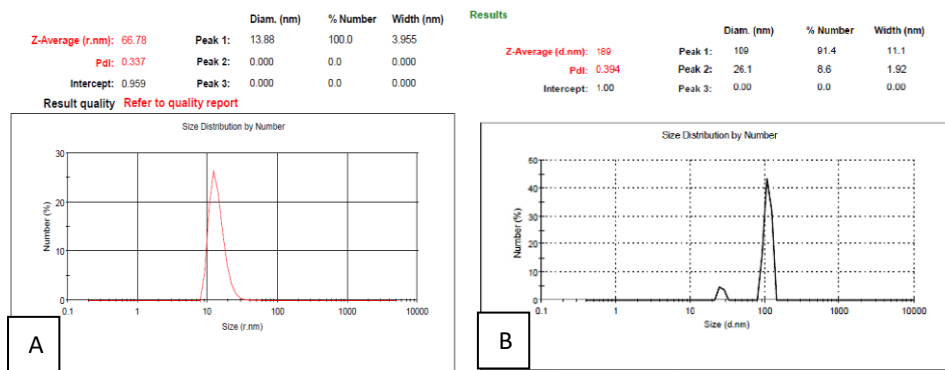 Diam. (nm) % Number Width (nm)
Z-Average (r.nm): 66.78 Peak 1: 13.88 100.0 3.955
PdI: 0.337 Peak 2: 0.000 0.0 0.000
Intercept: 0.959 Peak 3: 0.000 0.0 0.000
Result quality Refer to quality report
Size Distribution by Number
Number (%)
30
20
10
0
0.1 1 10 100 1000 10000
Size (r.nm)
A
Results
Diam. (nm) % Number Width (nm)
Z-Average (d.nm): 189 Peak 1: 109 91.4 11.1
PdI: 0.394 Peak 2: 26.1 8.6 1.92
Intercept: 1.00 Peak 3: 0.00 0.0 0.00
Size Distribution by Number
Number (%)
50
40
30
20
10
0
0.1 1 10 100 1000 10000
Size (d.nm)
B